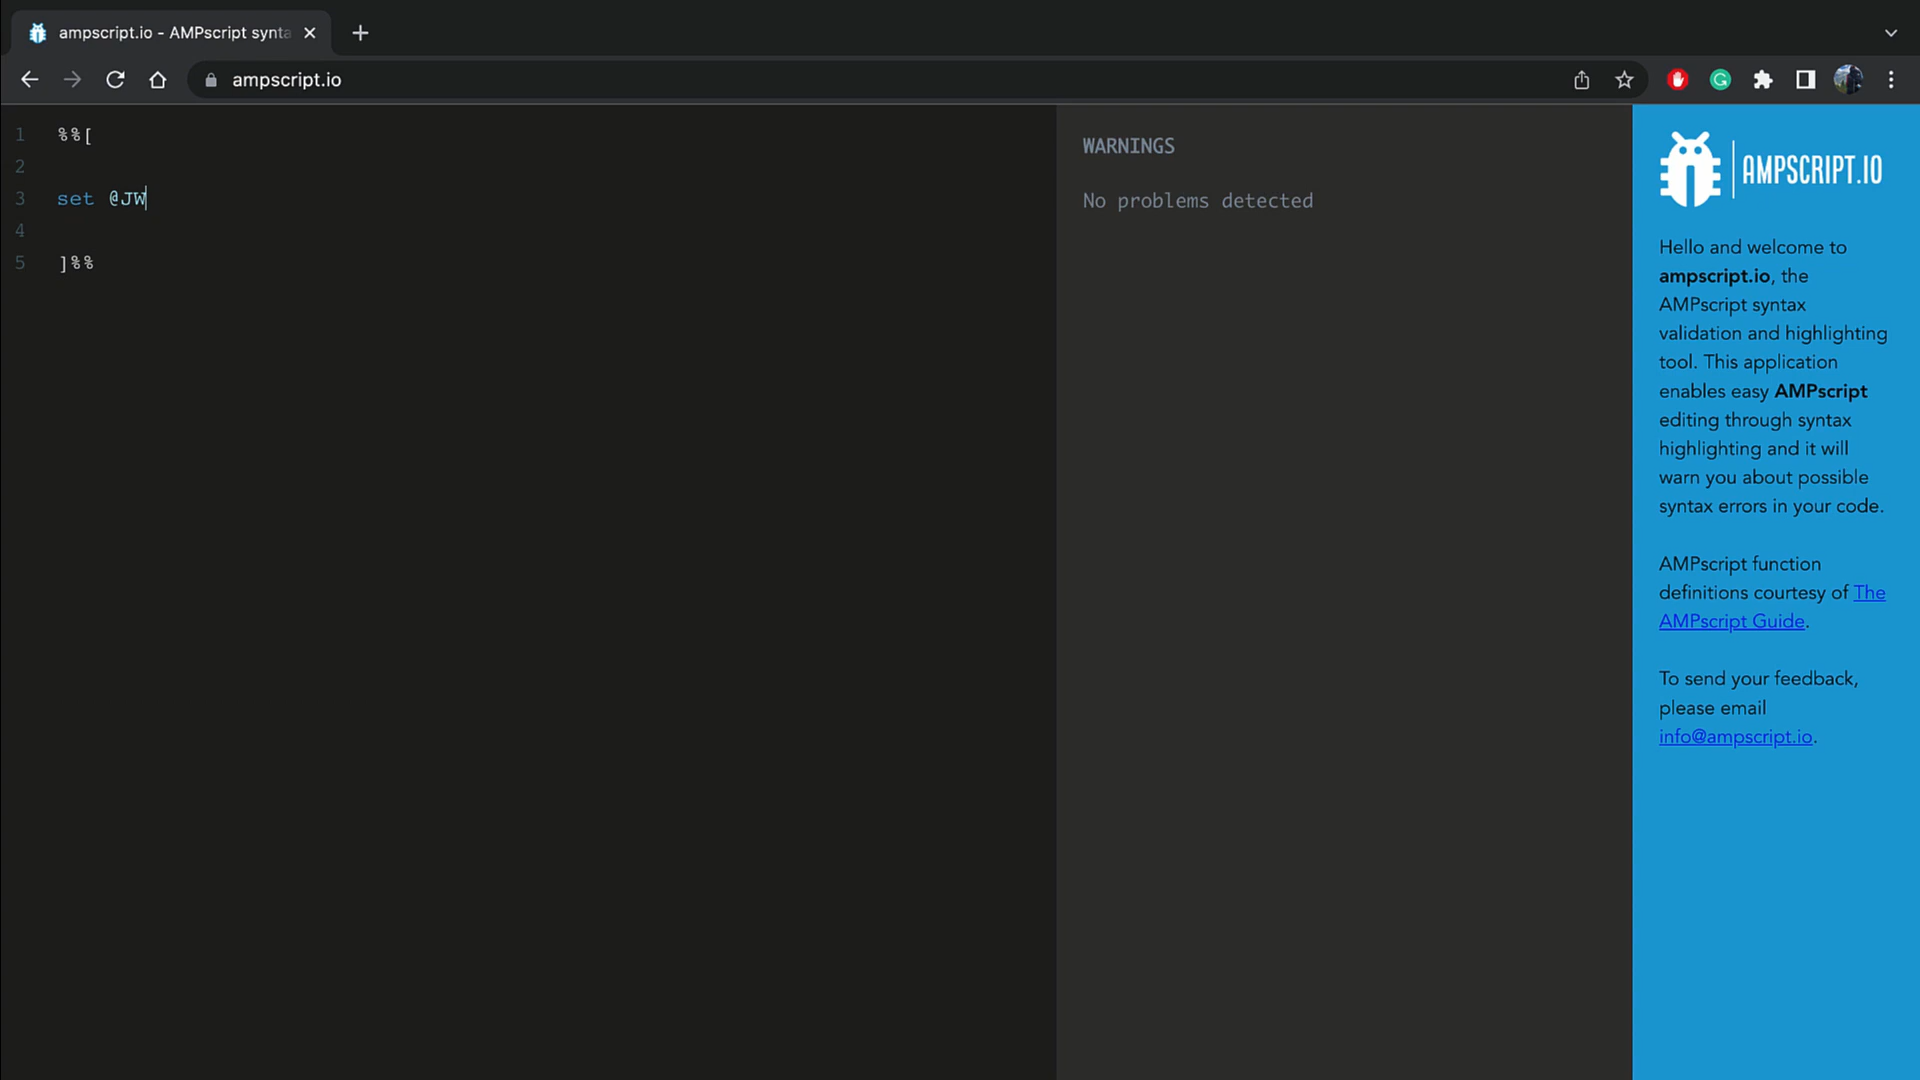 ampscript.io - AMPscript synta
ampscript.io
1 %%[
2
3 set @JW
4
5 ]%%
WARNINGS
No problems detected
AMPSCRIPT.IO
Hello and welcome to
ampscript.io, the
AMPscript syntax
validation and highlighting
tool. This application
enables easy AMPscript
editing through syntax
highlighting and it will
warn you about possible
syntax errors in your code.
AMPscript function
definitions courtesy of The
AMPscript Guide.
To send your feedback,
please email
info@ampscript.io.